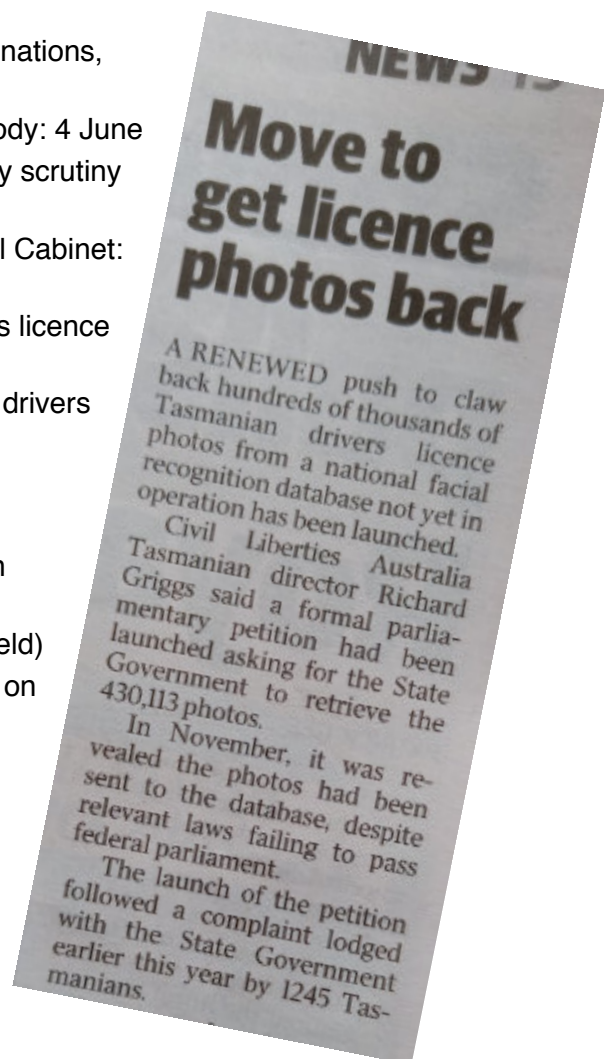 nations,
ody: 4 June
y scrutiny
l Cabinet:
s licence
drivers
n
eld)
on
NEWS
Move to
get licence
photos back
A RENEWED push to claw
back hundreds of thousands of
Tasmanian drivers licence
photos from a national facial
recognition database not yet in
operation has been launched.
Civil Liberties Australia
Tasmanian director Richard
Griggs said a formal parlia-
mentary petition had been
launched asking for the State
Government to retrieve the
430,113 photos.
In November, it was re-
vealed the photos had been
sent to the database, despite
relevant laws failing to pass
federal parliament.
The launch of the petition
followed a complaint lodged
with the State Government
earlier this year by 1245 Tas-
manians.